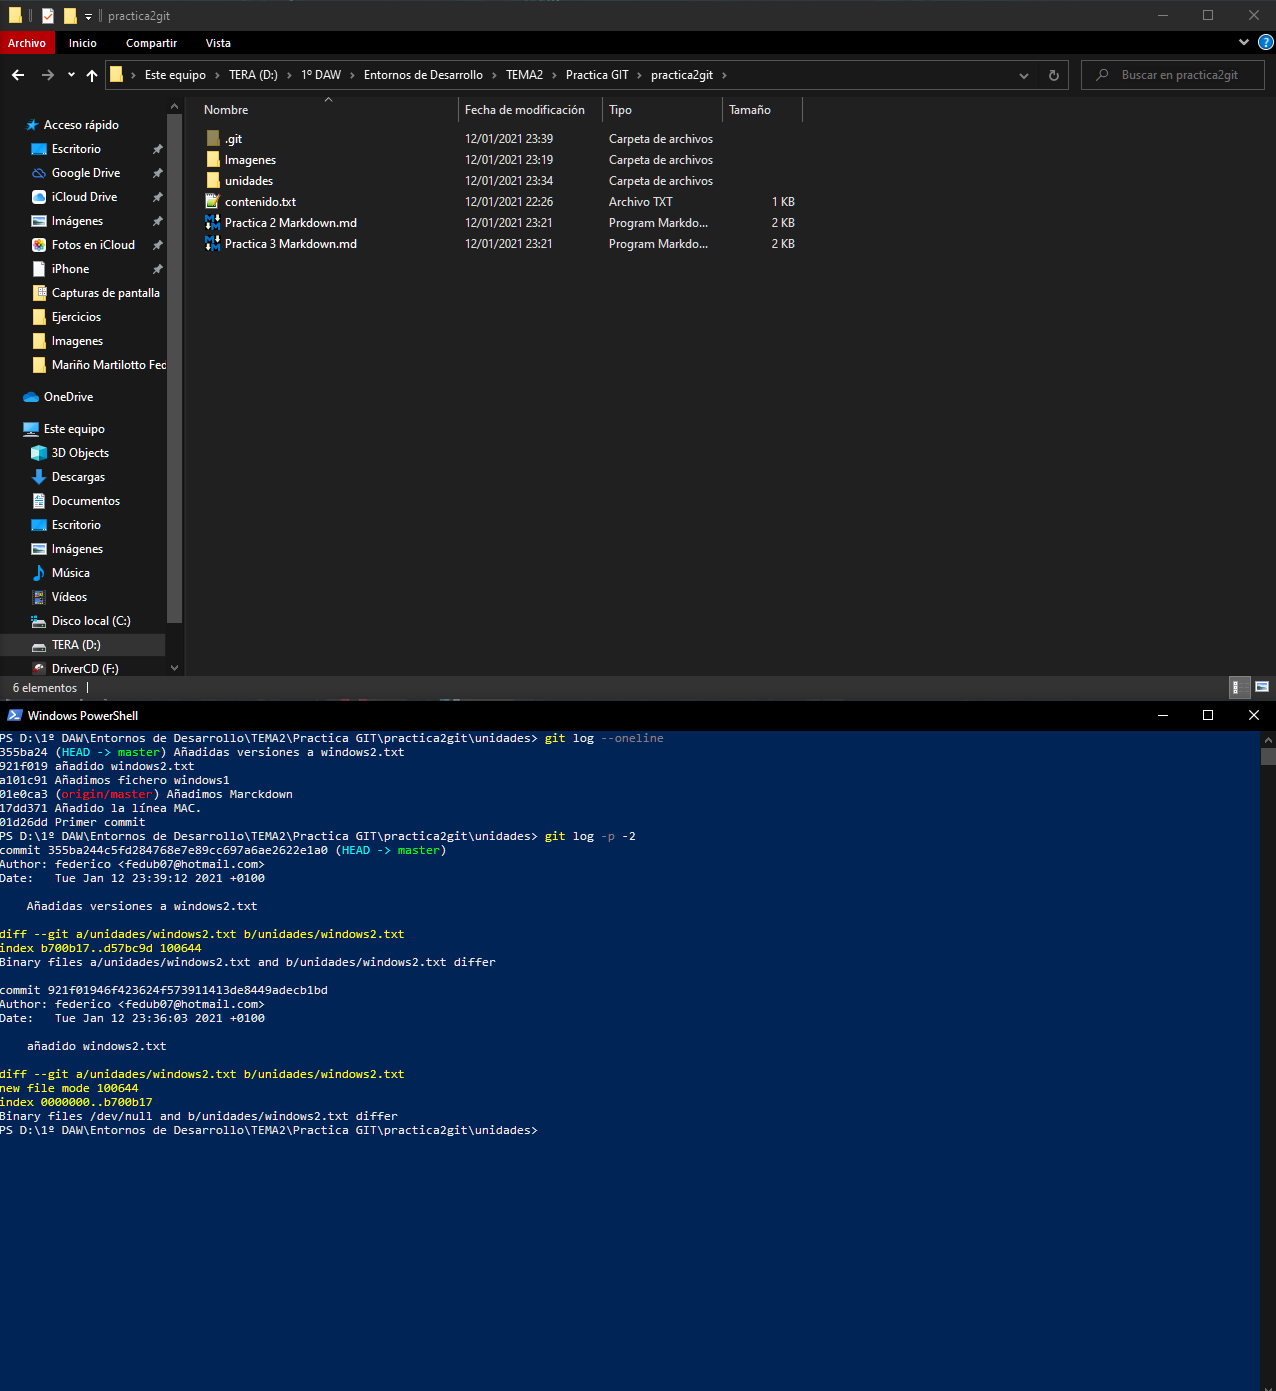 practica2git
Archivo Inicio Compartir Vista
Este equipo › TERA (D:) › 1º DAW › Entornos de Desarrollo › TEMA2 › Practica GIT › practica2git ›
Buscar en practica2git
Nombre Fecha de modificación Tipo Tamaño
.git 12/01/2021 23:39 Carpeta de archivos
Imagenes 12/01/2021 23:19 Carpeta de archivos
unidades 12/01/2021 23:34 Carpeta de archivos
contenido.txt 12/01/2021 22:26 Archivo TXT 1 KB
Practica 2 Markdown.md 12/01/2021 23:21 Program Markdo... 2 KB
Practica 3 Markdown.md 12/01/2021 23:21 Program Markdo... 2 KB
Acceso rápido
Escritorio
Google Drive
iCloud Drive
Imágenes
Fotos en iCloud
iPhone
Capturas de pantalla
Ejercicios
Imagenes
Mariño Martilotto Fed
OneDrive
Este equipo
3D Objects
Descargas
Documentos
Escritorio
Imágenes
Música
Vídeos
Disco local (C:)
TERA (D:)
DriverCD (F:)
6 elementos
Windows PowerShell
PS D:\1º DAW\Entornos de Desarrollo\TEMA2\Practica GIT\practica2git\unidades> git log --oneline
355ba24 (HEAD -> master) Añadidas versiones a windows2.txt
921f019 añadido windows2.txt
a101c91 Añadimos fichero windows1
01e0ca3 (origin/master) Añadimos Marckdown
17dd371 Añadido la línea MAC.
01d26dd Primer commit
PS D:\1º DAW\Entornos de Desarrollo\TEMA2\Practica GIT\practica2git\unidades> git log -p -2
commit 355ba244c5fd284768e7e89cc697a6ae2622e1a0 (HEAD -> master)
Author: federico <fedub07@hotmail.com>
Date:   Tue Jan 12 23:39:12 2021 +0100
Añadidas versiones a windows2.txt
diff --git a/unidades/windows2.txt b/unidades/windows2.txt
index b700b17..d57bc9d 100644
Binary files a/unidades/windows2.txt and b/unidades/windows2.txt differ
commit 921f01946f423624f573911413de8449adecb1bd
Author: federico <fedub07@hotmail.com>
Date:   Tue Jan 12 23:36:03 2021 +0100
añadido windows2.txt
diff --git a/unidades/windows2.txt b/unidades/windows2.txt
new file mode 100644
index 0000000..b700b17
Binary files /dev/null and b/unidades/windows2.txt differ
PS D:\1º DAW\Entornos de Desarrollo\TEMA2\Practica GIT\practica2git\unidades>